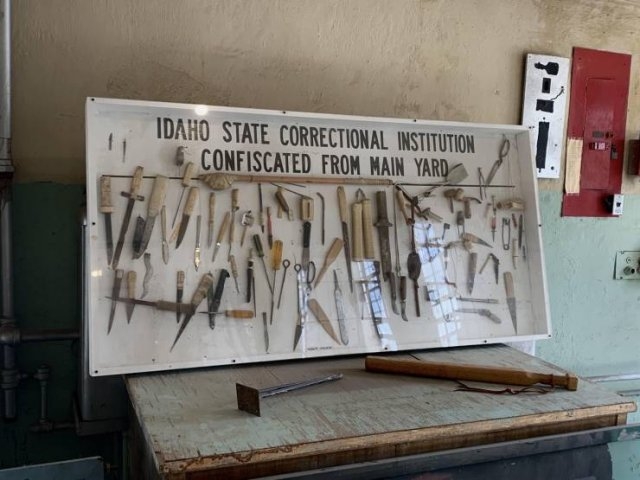 IDAHO STATE CORRECTIONAL INSTITUTION
CONFISCATED FROM MAIN YARD